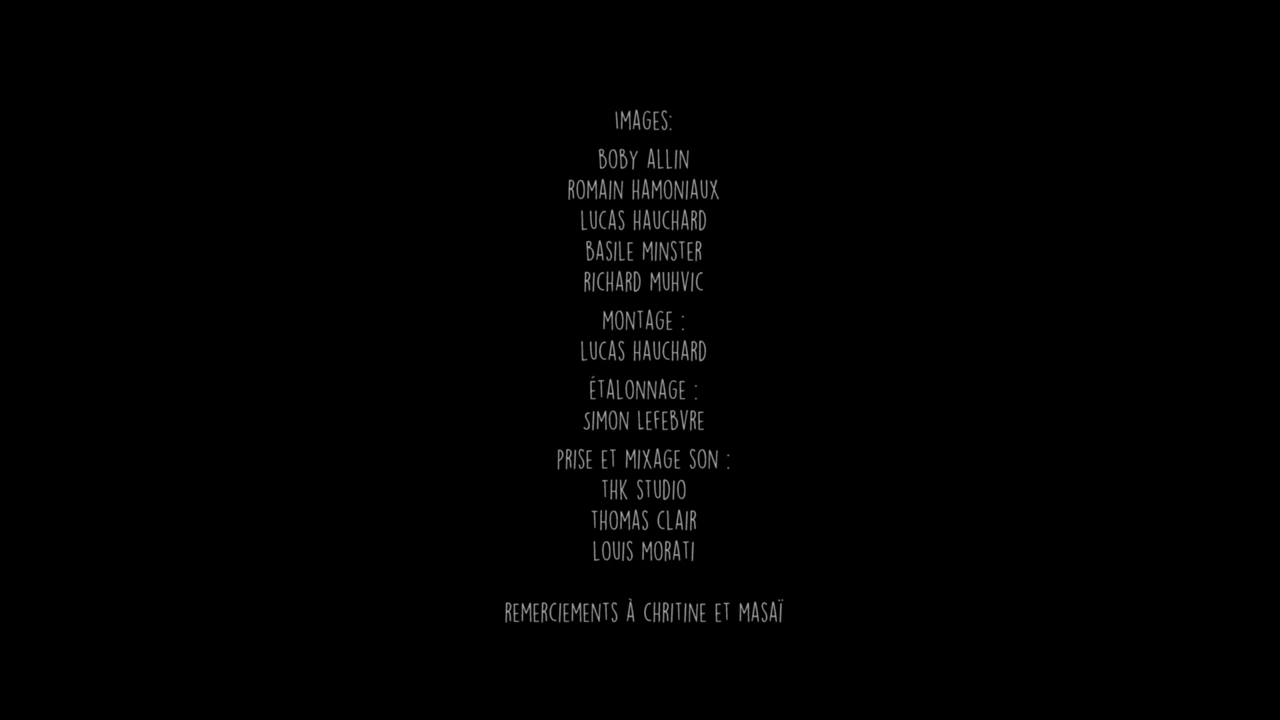 IMAGES:
BOBY ALLIN
ROMAIN HAMONIAUX
LUCAS HAUCHARD
BASILE MINSTER
RICHARD MUHVIC
MONTAGE :
LUCAS HAUCHARD
ÉTALONNAGE :
SIMON LEFEBVRE
PRISE ET MIXAGE SON :
THK STUDIO
THOMAS CLAIR
LOUIS MORATI
REMERCIEMENTS À CHRITINE ET MASAÏ